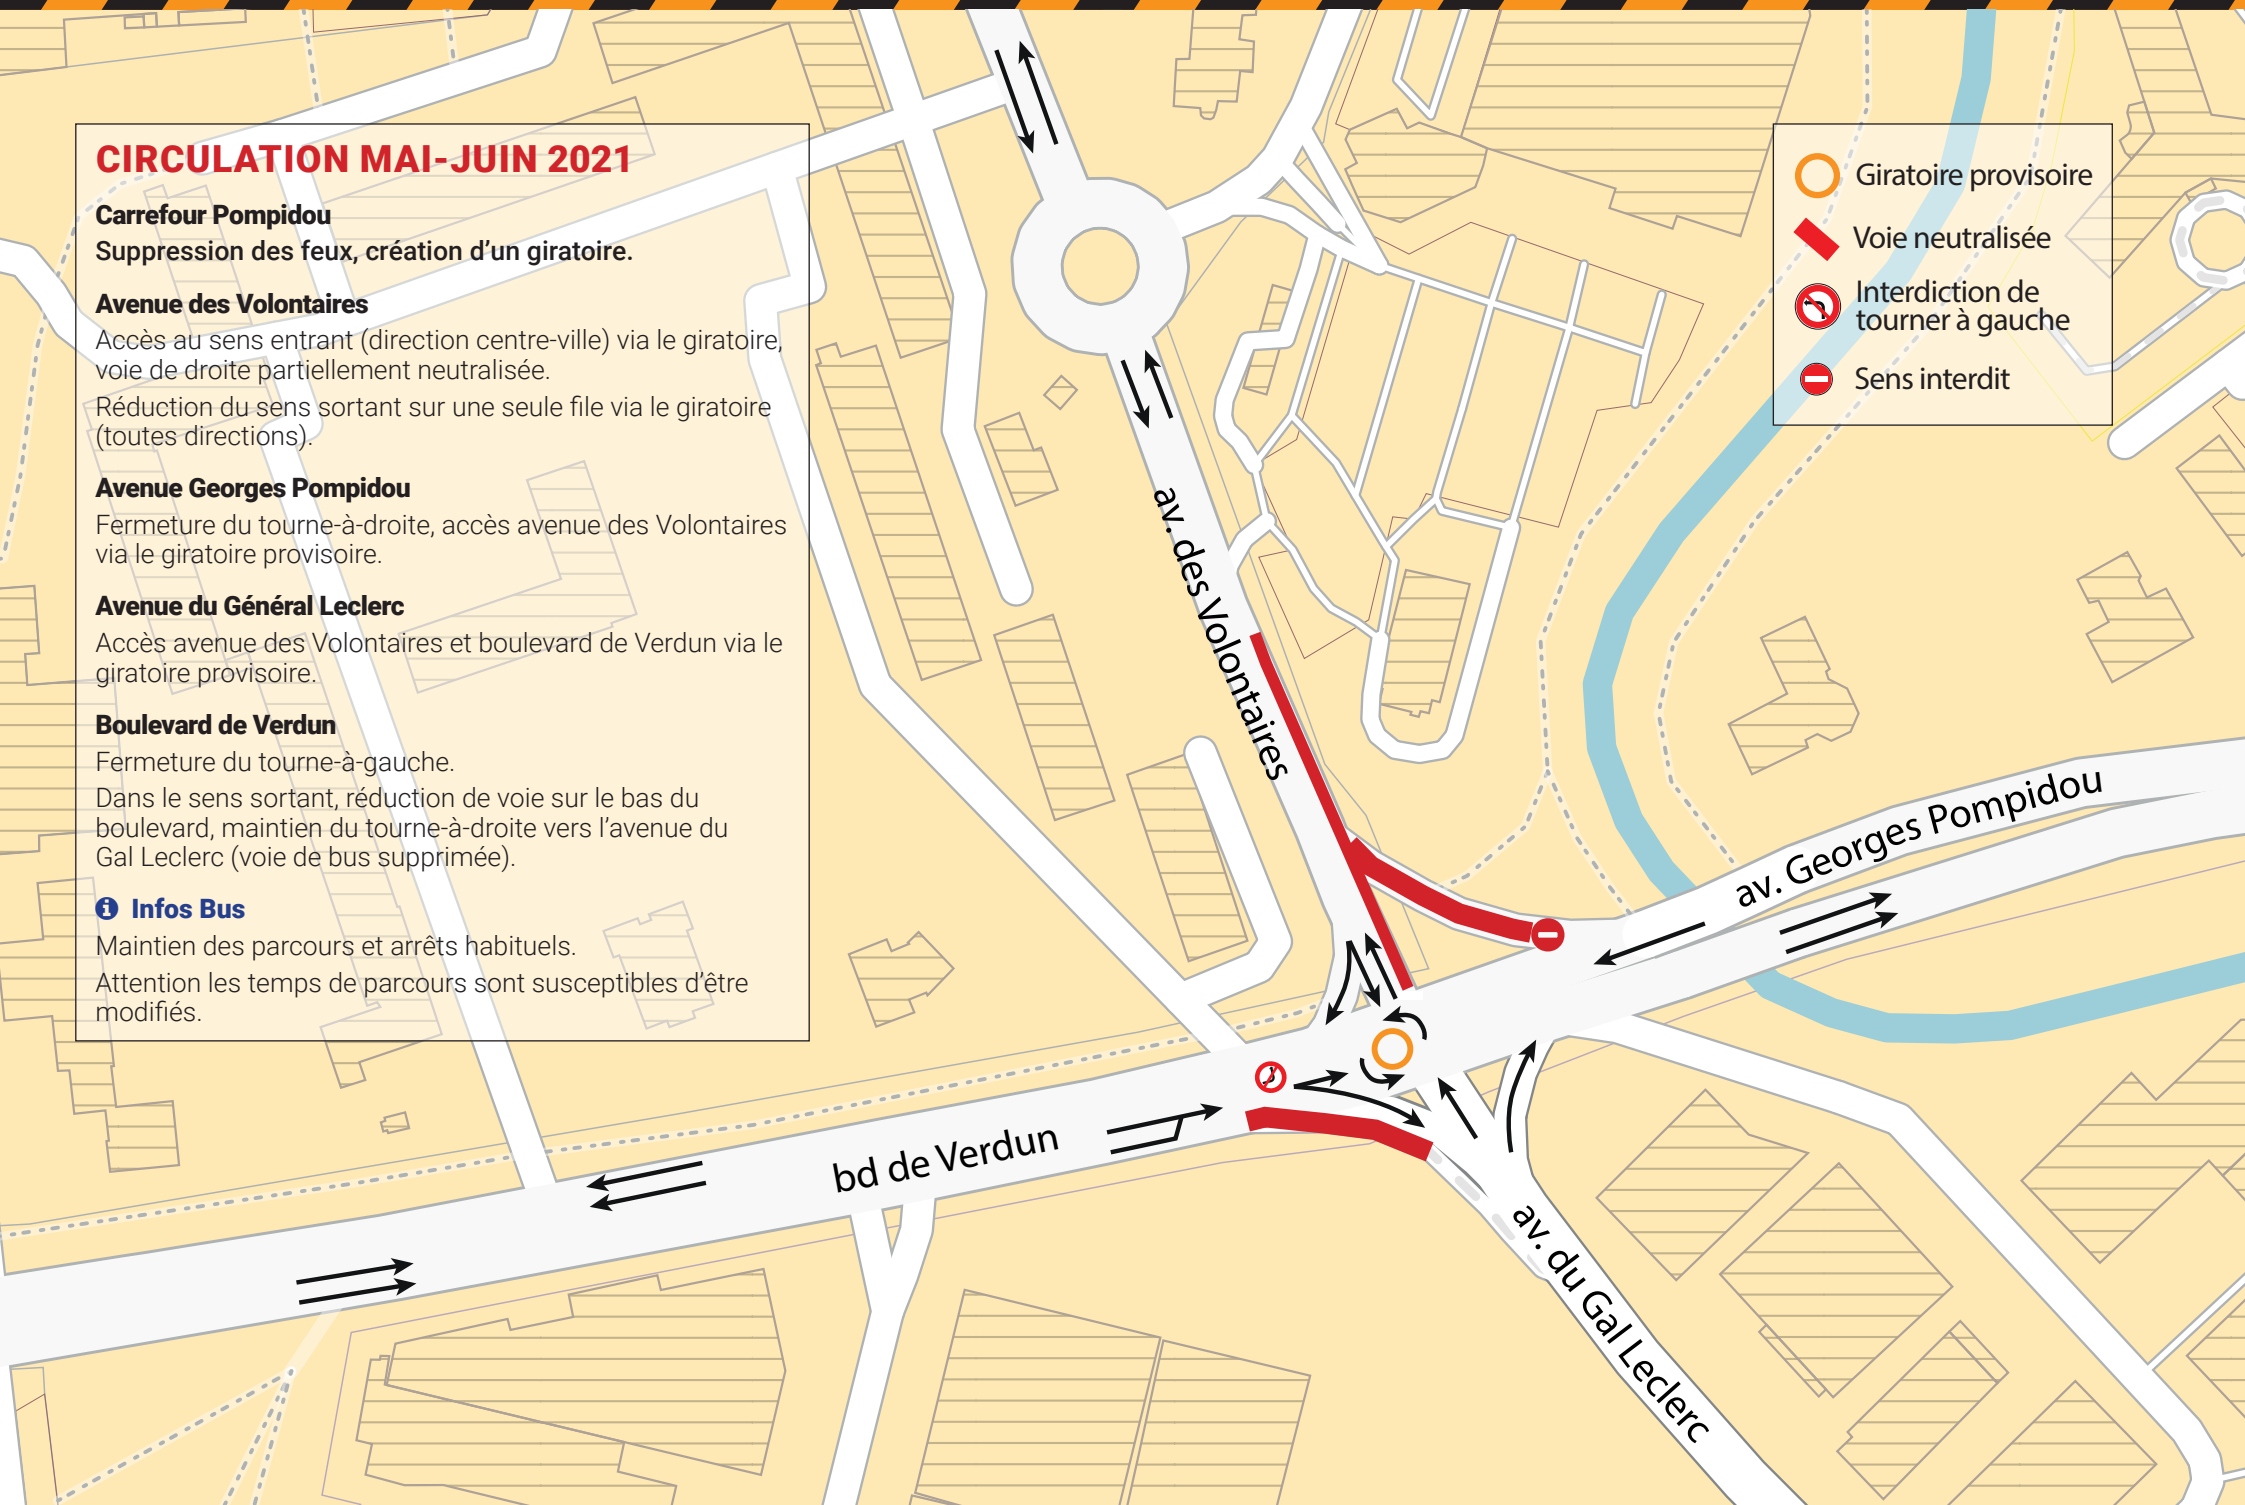 CIRCULATION MAI-JUIN 2021
Carrefour Pompidou
Suppression des feux, création d’un giratoire.
Avenue des Volontaires
Accès au sens entrant (direction centre-ville) via le giratoire,
voie de droite partiellement neutralisée.
Réduction du sens sortant sur une seule file via le giratoire
(toutes directions).
Avenue Georges Pompidou
Fermeture du tourne-à-droite, accès avenue des Volontaires
via le giratoire provisoire.
Avenue du Général Leclerc
Accès avenue des Volontaires et boulevard de Verdun via le
giratoire provisoire.
Boulevard de Verdun
Fermeture du tourne-à-gauche.
Dans le sens sortant, réduction de voie sur le bas du
boulevard, maintien du tourne-à-droite vers l’avenue du
Gal Leclerc (voie de bus supprimée).
i Infos Bus
Maintien des parcours et arrêts habituels.
Attention les temps de parcours sont susceptibles d’être
modifiés.
Giratoire provisoire
Voie neutralisée
Interdiction de
tourner à gauche
Sens interdit
av. des Volontaires
av. Georges Pompidou
bd de Verdun
av. du Gal Leclerc